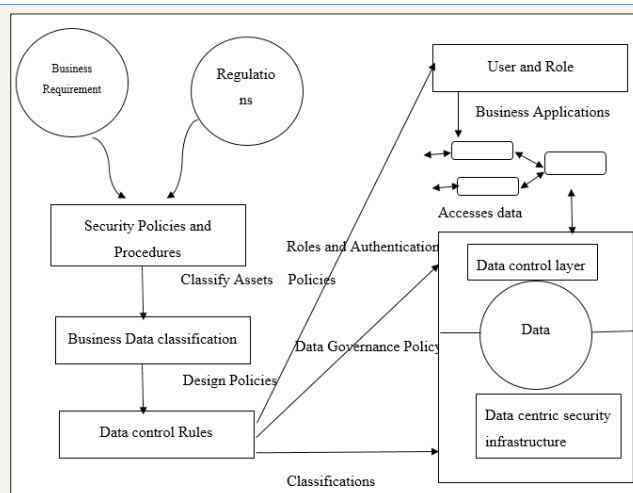 Business
Requirement
Regulatio
ns
User and Role
Business Applications
Security Policies and
Procedures
Accesses data
Roles and Authentication
Classify Assets
Policies
Data control layer
Business Data classification
Data
Data Governance Policy
Design Policies
Data control Rules
Data centric security
infrastructure
Classifications